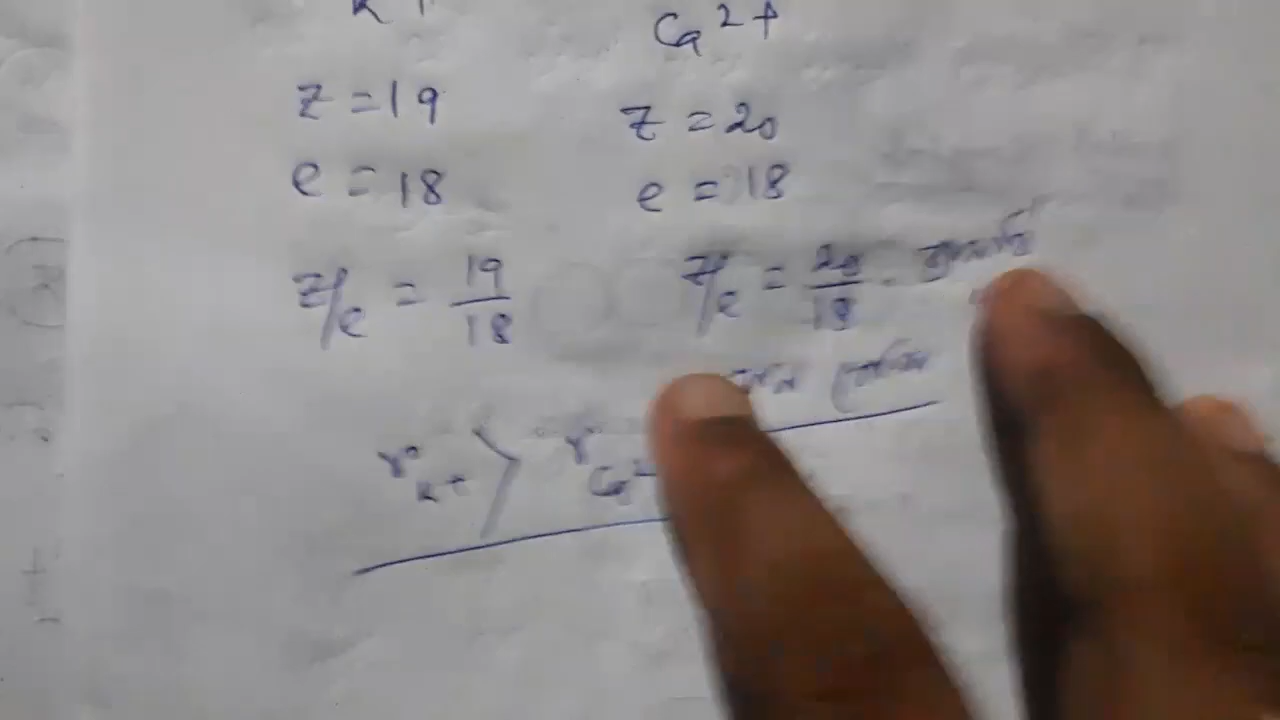 K+ Ca2+
z = 19 z = 20
e = 18 e = 18
z/e = 19/18 z/e = 20/18
rK+ > rCa2